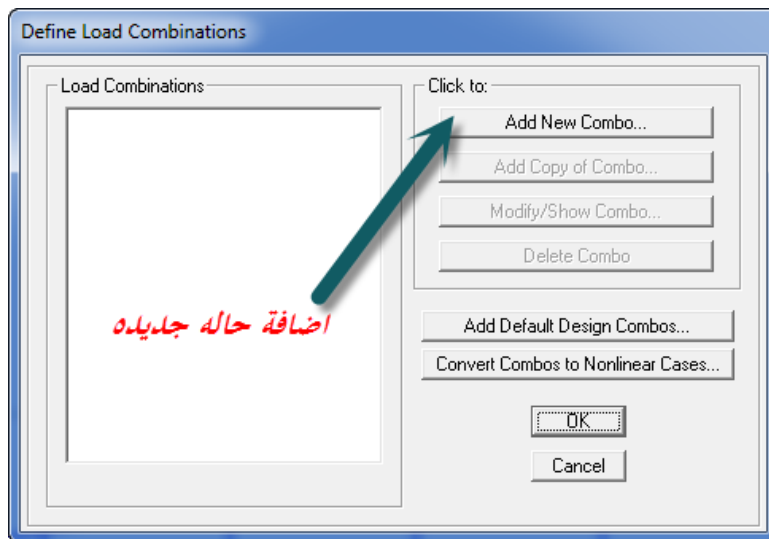 Define Load Combinations
Load Combinations
Click to:
Add New Combo...
Add Copy of Combo...
Modify/Show Combo...
Delete Combo
اضافة حاله جديده
Add Default Design Combos...
Convert Combos to Nonlinear Cases...
OK
Cancel